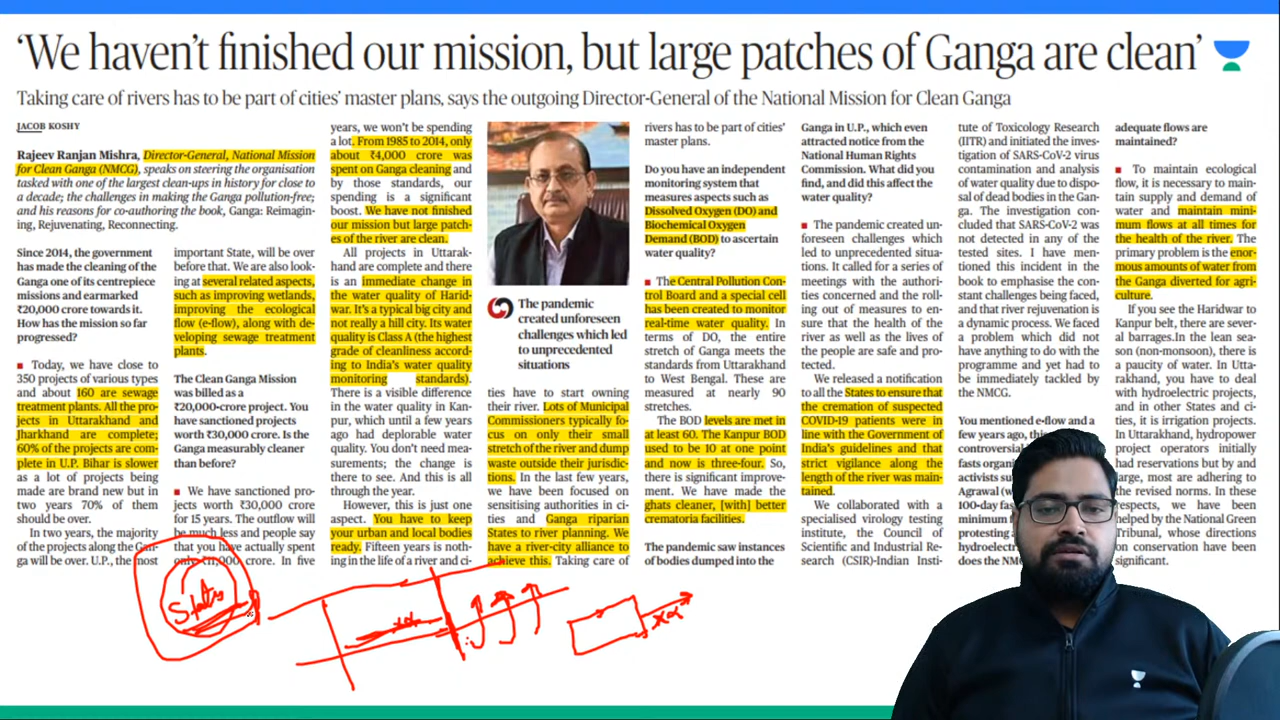 ‘We haven’t finished our mission, but large patches of Ganga are clean’
Taking care of rivers has to be part of cities’ master plans, says the outgoing Director-General of the National Mission for Clean Ganga
JACOB KOSHY
Rajeev Ranjan Mishra, Director-General, National Mission
for Clean Ganga (NMCG), speaks on steering the organisation
tasked with one of the largest clean-ups in history for close to
a decade; the challenges in making the Ganga pollution-free;
and his reasons for co-authoring the book, Ganga: Reimagin-
ing, Rejuvenating, Reconnecting.
Since 2014, the government
has made the cleaning of the
Ganga one of its centrepiece
missions and earmarked
₹20,000 crore towards it.
How has the mission so far
progressed?
Today, we have close to
350 projects of various types
and about 160 are sewage
treatment plants. All the pro-
jects in Uttarakhand and
Jharkhand are complete;
60% of the projects are com-
plete in U.P. Bihar is slower
as a lot of projects being
made are brand new but in
two years 70% of them
should be over.
In two years, the majority
of the projects along the Gan-
ga will be over. U.P., the most
important State, will be over
before that. We are also look-
ing at several related aspects,
such as improving wetlands,
improving the ecological
flow (e-flow), along with de-
veloping sewage treatment
plants.
The Clean Ganga Mission
was billed as a
₹20,000-crore project. You
have sanctioned projects
worth ₹30,000 crore. Is the
Ganga measurably cleaner
than before?
We have sanctioned pro-
jects worth ₹30,000 crore
for 15 years. The outflow
will be much less and people say
that you have actually spent
only ₹11,000 crore. In five
years, we won’t be spending
a lot. From 1985 to 2014, only
about ₹4,000 crore was
spent on Ganga cleaning and
by those standards, our
spending is a significant
boost. We have not finished
our mission but large patch-
es of the river are clean.
All projects in Uttarak-
hand are complete and there
is an immediate change in
the water quality of Harid-
war. It’s a typical big city and
not really a hill city. Its water
quality is Class A (the highest
grade of cleanliness accord-
ing to India’s water quality
monitoring standards).
There is a visible difference
in the water quality in Kan-
pur, which until a few years
ago had deplorable water
quality. You don’t need mea-
surements; the change is
there to see. And this is all
through the year.
However, this is just one
aspect. You have to keep
your urban and local bodies
ready. Fifteen years is noth-
ing in the life of a river and ci-
The pandemic
created unforeseen
challenges which led
to unprecedented
situations
ties have to start owning
their river. Lots of Municipal
Commissioners typically fo-
cus on only their small
stretch of the river and dump
waste outside their jurisdic-
tions. In the last few years,
we have been focused on
sensitising authorities in ci-
ties and Ganga riparian
States to river planning. We
have a river-city alliance to
achieve this. Taking care of
rivers has to be part of cities’
master plans.
Do you have an independent
monitoring system that
measures aspects such as
Dissolved Oxygen (DO) and
Biochemical Oxygen
Demand (BOD) to ascertain
water quality?
The Central Pollution Con-
trol Board and a special cell
has been created to monitor
real-time water quality. In
terms of DO, the entire
stretch of Ganga meets the
standards from Uttarakhand
to West Bengal. These are
measured at nearly 90
stretches.
The BOD levels are met in
at least 60. The Kanpur BOD
used to be 10 at one point
and now is three-four. So,
there is significant improve-
ment. We have made the
ghats cleaner, [with] better
crematoria facilities.
The pandemic saw instances
of bodies dumped into the
Ganga in U.P., which even
attracted notice from the
National Human Rights
Commission. What did you
find, and did this affect the
water quality?
The pandemic created un-
foreseen challenges which
led to unprecedented situa-
tions. It called for a series of
meetings with the authori-
ties concerned and the roll-
ing out of measures to en-
sure that the health of the
river as well as the lives of
the people are safe and pro-
tected.
We released a notification
to all the States to ensure that
the cremation of suspected
COVID-19 patients were in
line with the Government of
India’s guidelines and that
strict vigilance along the
length of the river was main-
tained.
We collaborated with a
specialised virology testing
institute, the Council of
Scientific and Industrial Re-
search (CSIR)-Indian Insti-
tute of Toxicology Research
(IITR) and initiated the inves-
tigation of SARS-CoV-2 virus
contamination and analysis
of water quality due to dispo-
sal of dead bodies in the Gan-
ga. The investigation con-
cluded that SARS-CoV-2 was
not detected in any of the
tested sites. I have men-
tioned this incident in the
book to emphasise the con-
stant challenges being faced,
and that river rejuvenation is
a dynamic process. We faced
a problem which did not
have anything to do with the
programme and yet had to
be immediately tackled by
the NMCG.
You mentioned e-flow and a
few years ago, this
controversial
fasts organi
activists su
Agrawal (w
100-day fas
minimum f
protesting
hydroelectr
does the NM
adequate flows are
maintained?
To maintain ecological
flow, it is necessary to main-
tain supply and demand of
water and maintain mini-
mum flows at all times for
the health of the river. The
primary problem is the enor-
mous amounts of water from
the Ganga diverted for agri-
culture.
If you see the Haridwar to
Kanpur belt, there are sever-
al barrages.In the lean sea-
son (non-monsoon), there is
a paucity of water. In Utta-
rakhand, you have to deal
with hydroelectric projects,
and in other States and ci-
ties, it is irrigation projects.
In Uttarakhand, hydropower
project operators initially
had reservations but by and
large, most are adhering to
the revised norms. In these
respects, we have been
helped by the National Green
Tribunal, whose directions
on conservation have been
significant.
States